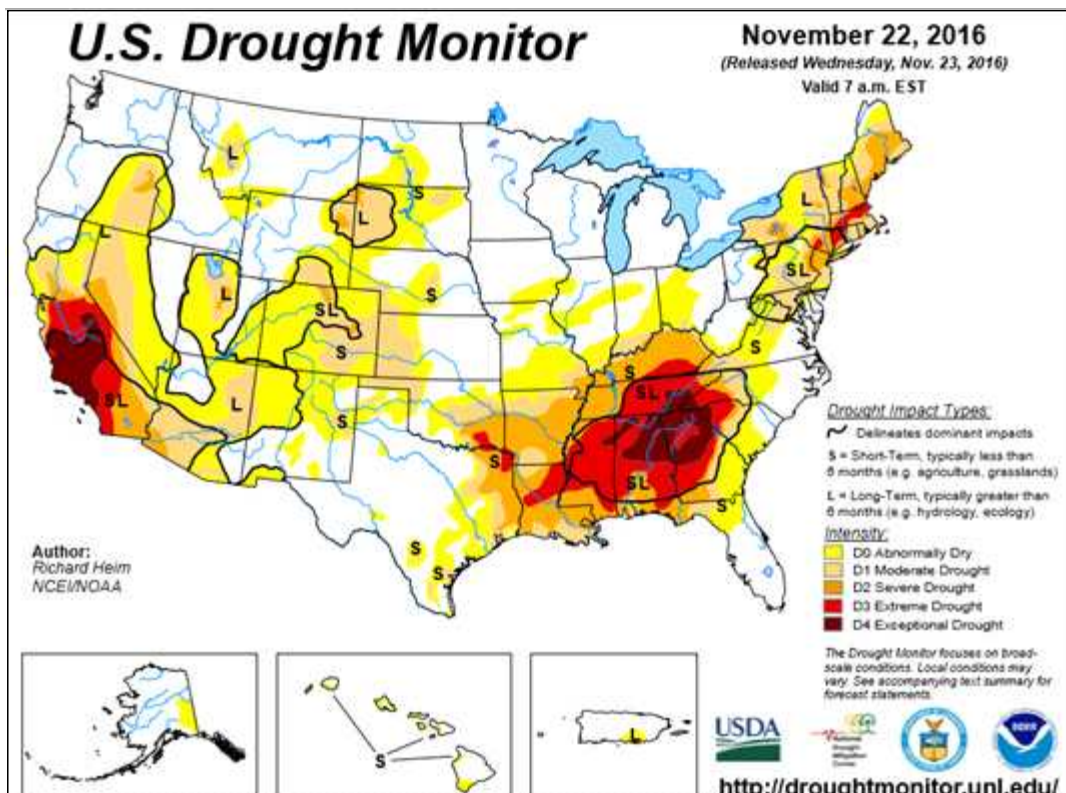 U.S. Drought Monitor
November 22, 2016
(Released Wednesday, Nov. 23, 2016)
Valid 7 a.m. EST
L
S
L
L
L
SL
S
L
SL
S
S
SL
S
L
S
SL
S
SL
S
S
S
Author:
Richard Heim
NCEI/NOAA
Drought Impact Types:
Delineates dominant impacts
S = Short-Term, typically less than
6 months (e.g. agriculture, grasslands)
L = Long-Term, typically greater than
6 months (e.g. hydrology, ecology)
Intensity:
D0 Abnormally Dry
D1 Moderate Drought
D2 Severe Drought
D3 Extreme Drought
D4 Exceptional Drought
The Drought Monitor focuses on broad-
scale conditions. Local conditions may
vary. See accompanying text summary for
forecast statements.
S
L
USDA
http://droughtmonitor.unl.edu/